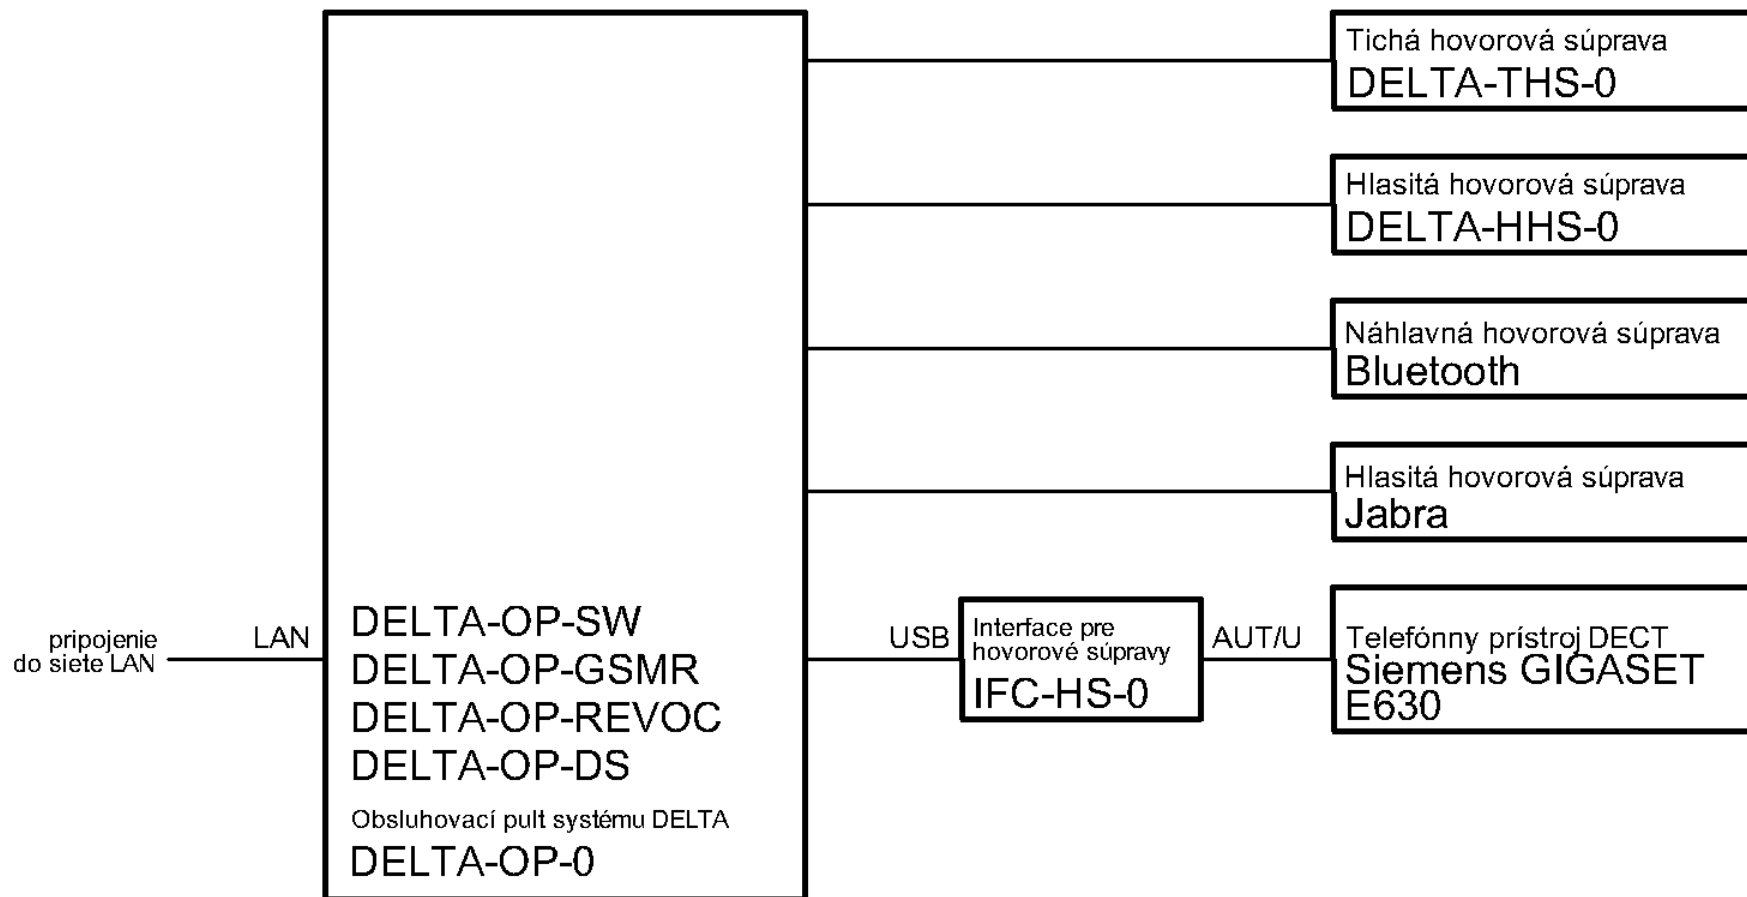 Tichá hovorová súprava
DELTA-THS-0
Hlasitá hovorová súprava
DELTA-HHS-0
Náhlavná hovorová súprava
Bluetooth
Hlasitá hovorová súprava
Jabra
pripojenie
do siete LAN
LAN
DELTA-OP-SW
DELTA-OP-GSMR
DELTA-OP-REVOC
DELTA-OP-DS
Obsluhovací pult systému DELTA
DELTA-OP-0
USB
Interface pre
hovorové súpravy
IFC-HS-0
AUT/U
Telefónny prístroj DECT
Siemens GIGASET
E630